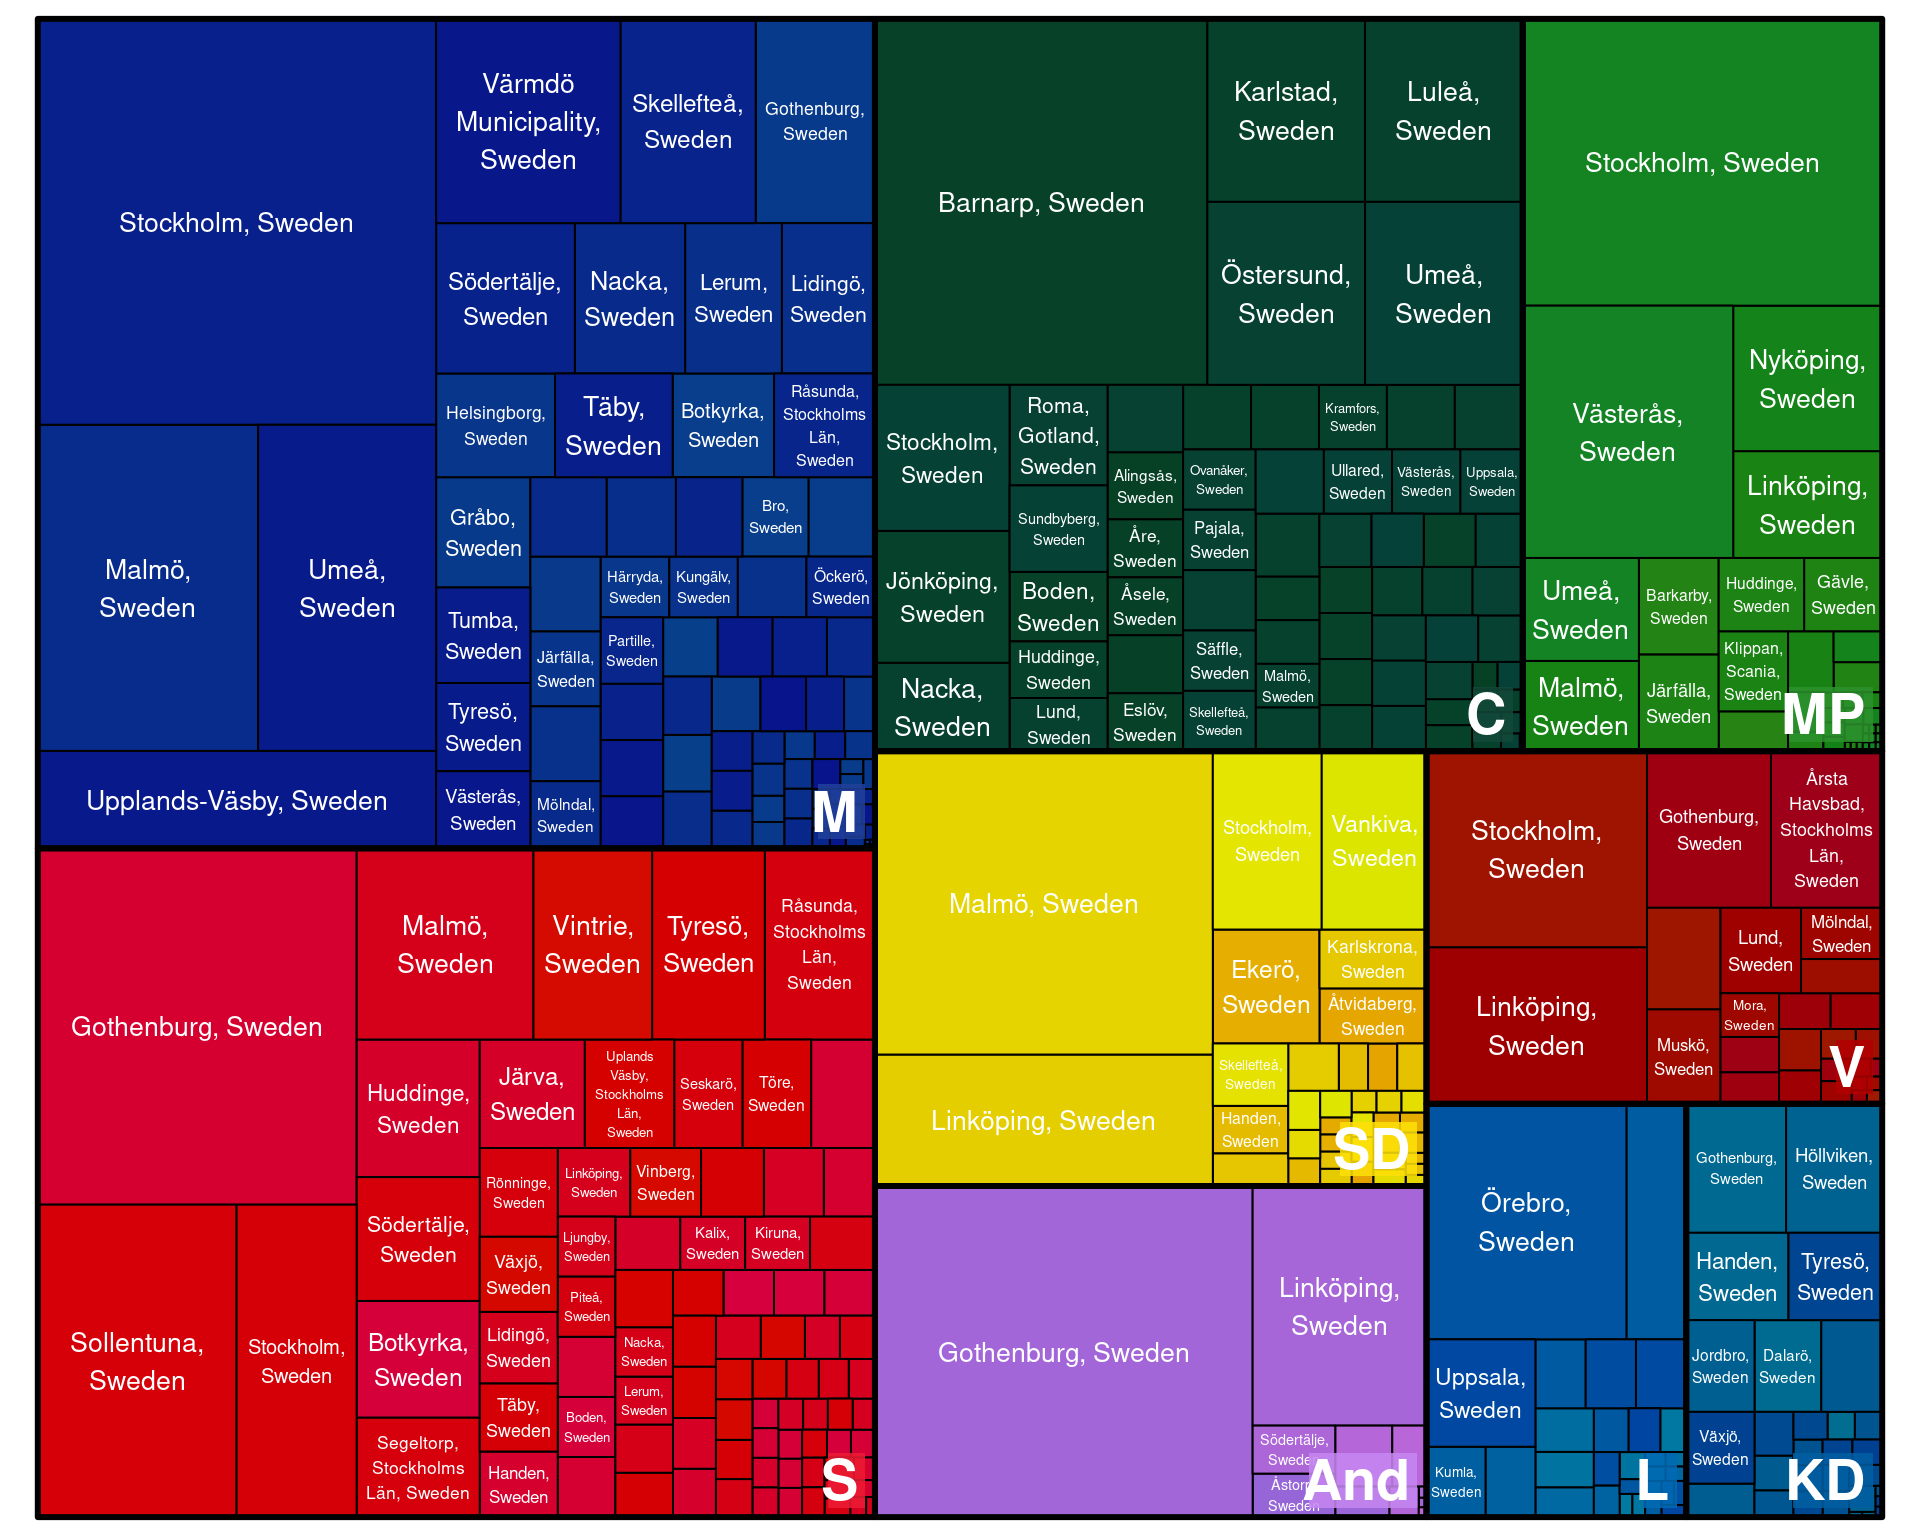 Stockholm, Sweden
Värmdö
Municipality,
Sweden
Skellefteå,
Sweden
Gothenburg,
Sweden
Södertälje,
Sweden
Nacka,
Sweden
Lerum,
Sweden
Lidingö,
Sweden
Helsingborg,
Sweden
Täby,
Sweden
Botkyrka,
Sweden
Råsunda,
Stockholms
Län,
Sweden
Malmö,
Sweden
Umeå,
Sweden
Upplands-Väsby, Sweden
Gråbo,
Sweden
Bro,
Sweden
Tumba,
Sweden
Härryda,
Sweden
Kungälv,
Sweden
Öckerö,
Sweden
Järfälla,
Sweden
Partille,
Sweden
Tyresö,
Sweden
Västerås,
Sweden
Mölndal,
Sweden
M
Barnarp, Sweden
Karlstad,
Sweden
Luleå,
Sweden
Östersund,
Sweden
Umeå,
Sweden
Stockholm,
Sweden
Roma,
Gotland,
Sweden
Kramfors,
Sweden
Alingsås,
Sweden
Ovanåker,
Sweden
Ullared,
Sweden
Västerås,
Sweden
Uppsala,
Sweden
Sundbyberg,
Sweden
Åre,
Sweden
Pajala,
Sweden
Jönköping,
Sweden
Boden,
Sweden
Åsele,
Sweden
Huddinge,
Sweden
Säffle,
Sweden
Malmö,
Sweden
Nacka,
Sweden
Lund,
Sweden
Eslöv,
Sweden
Skellefteå,
Sweden
C
Stockholm, Sweden
Västerås,
Sweden
Nyköping,
Sweden
Linköping,
Sweden
Umeå,
Sweden
Barkarby,
Sweden
Huddinge,
Sweden
Gävle,
Sweden
Malmö,
Sweden
Järfälla,
Sweden
Klippan,
Scania,
Sweden
MP
Gothenburg, Sweden
Malmö,
Sweden
Vintrie,
Sweden
Tyresö,
Sweden
Råsunda,
Stockholms
Län,
Sweden
Huddinge,
Sweden
Järva,
Sweden
Uplands
Väsby,
Stockholms
Län,
Sweden
Seskarö,
Sweden
Töre,
Sweden
Sollentuna,
Sweden
Stockholm,
Sweden
Södertälje,
Sweden
Rönninge,
Sweden
Linköping,
Sweden
Vinberg,
Sweden
Växjö,
Sweden
Ljungby,
Sweden
Kalix,
Sweden
Kiruna,
Sweden
Piteå,
Sweden
Botkyrka,
Sweden
Lidingö,
Sweden
Nacka,
Sweden
Lerum,
Sweden
Täby,
Sweden
Boden,
Sweden
Segeltorp,
Stockholms
Län, Sweden
Handen,
Sweden
S
Malmö, Sweden
Stockholm,
Sweden
Vankiva,
Sweden
Ekerö,
Sweden
Karlskrona,
Sweden
Åtvidaberg,
Sweden
Linköping, Sweden
Skellefteå,
Sweden
Handen,
Sweden
SD
Stockholm,
Sweden
Gothenburg,
Sweden
Årsta
Havsbad,
Stockholms
Län,
Sweden
Linköping,
Sweden
Lund,
Sweden
Mölndal,
Sweden
Mora,
Sweden
Muskö,
Sweden
V
Gothenburg, Sweden
Linköping,
Sweden
Södertälje,
Sweden
Åstorp,
Sweden
And
Örebro,
Sweden
Uppsala,
Sweden
Kumla,
Sweden
L
Gothenburg,
Sweden
Höllviken,
Sweden
Handen,
Sweden
Tyresö,
Sweden
Jordbro,
Sweden
Dalarö,
Sweden
Växjö,
Sweden
KD